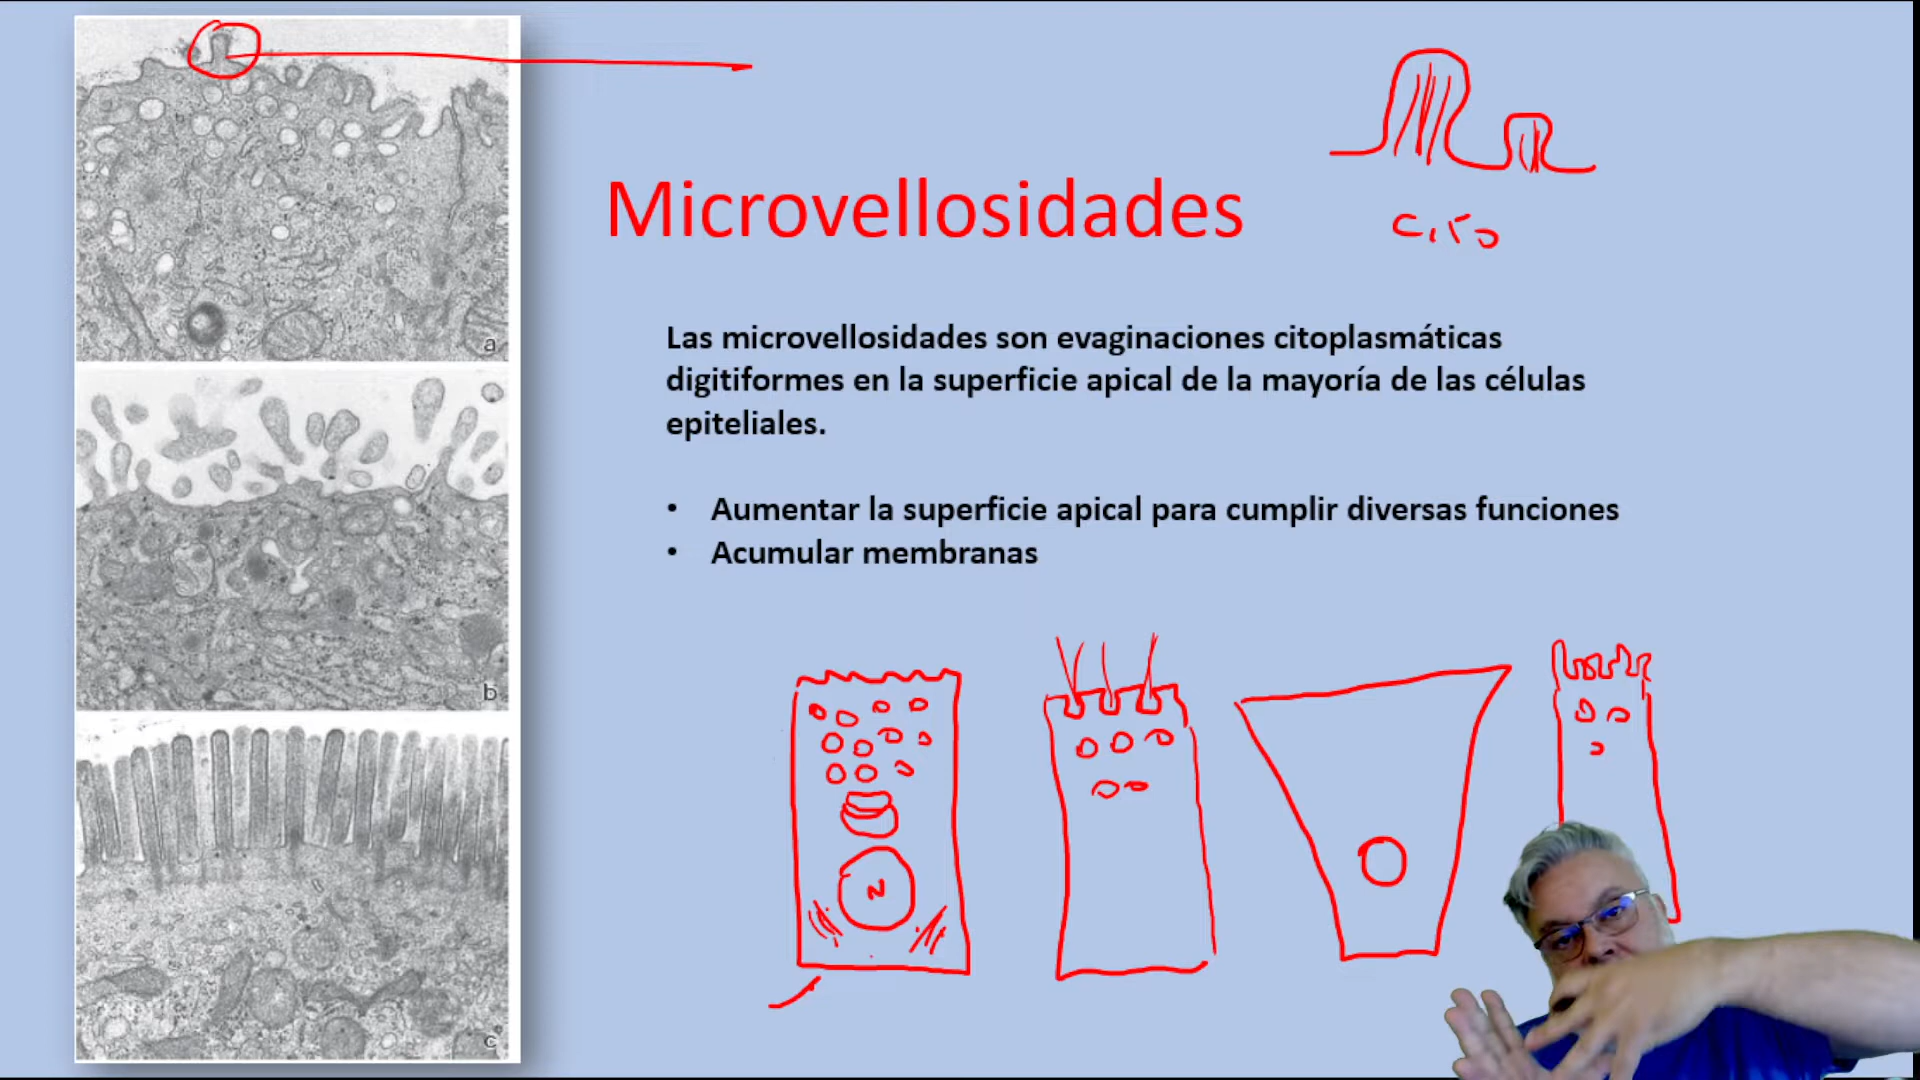 Microvellosidades
Cito
Las microvellosidades son evaginaciones citoplasmáticas
digitiformes en la superficie apical de la mayoría de las células
epiteliales.
• Aumentar la superficie apical para cumplir diversas funciones
• Acumular membranas
a
b
c
N